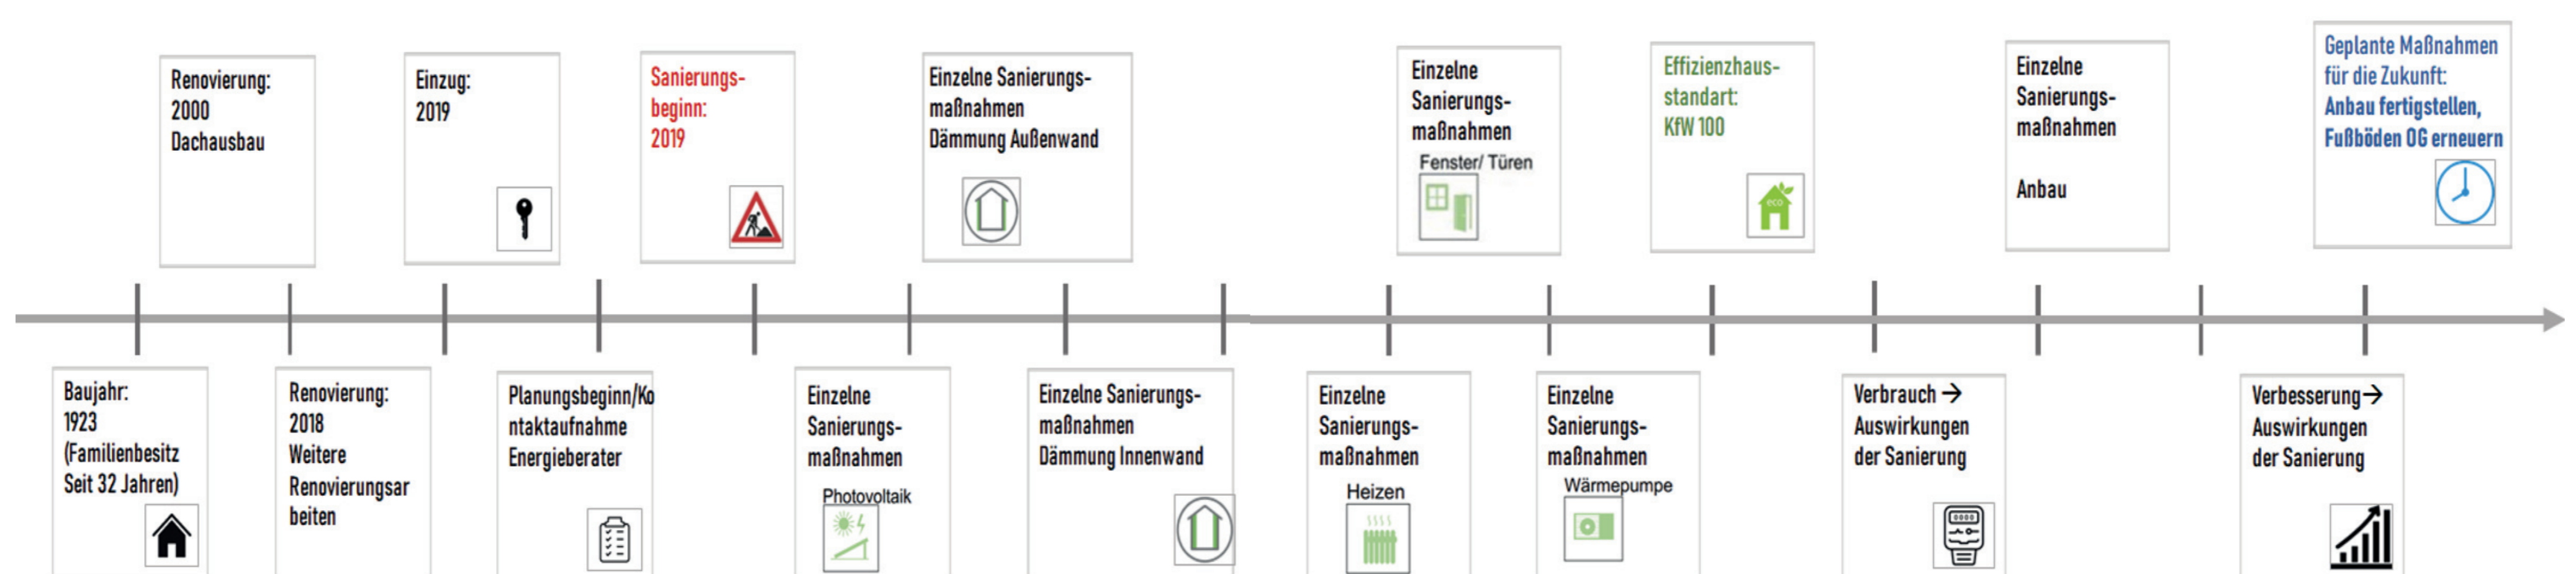 Renovierung:
2000
Dachausbau
Einzug:
2019
Sanierungs-
beginn:
2019
Einzelne Sanierungs-
maßnahmen
Dämmung Außenwand
Einzelne
Sanierungs-
maßnahmen
Fenster/ Türen
Effizienzhaus-
standart:
KfW 100
eco
Einzelne
Sanierungs-
maßnahmen
Anbau
Geplante Maßnahmen
für die Zukunft:
Anbau fertigstellen,
Fußböden OG erneuern
Baujahr:
1923
(Familienbesitz
Seit 32 Jahren)
Renovierung:
2018
Weitere
Renovierungsar
beiten
Planungsbeginn/Ko
ntaktaufnahme
Energieberater
Einzelne
Sanierungs-
maßnahmen
Photovoltaik
Einzelne Sanierungs-
maßnahmen
Dämmung Innenwand
Einzelne
Sanierungs-
maßnahmen
Heizen
Einzelne
Sanierungs-
maßnahmen
Wärmepumpe
Verbrauch →
Auswirkungen
der Sanierung
0000
Verbesserung→
Auswirkungen
der Sanierung